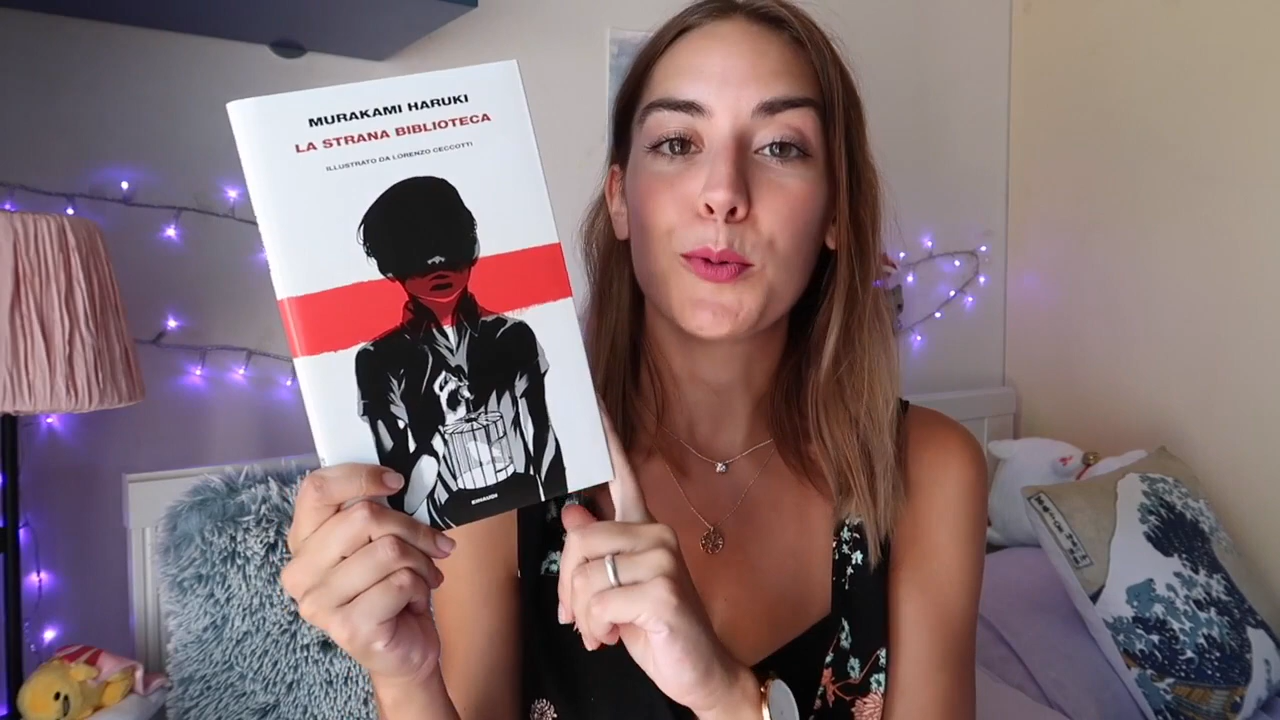 MURAKAMI HARUKI
LA STRANA BIBLIOTECA
ILLUSTRATO DA LORENZO CECCOTTI
EINAUDI